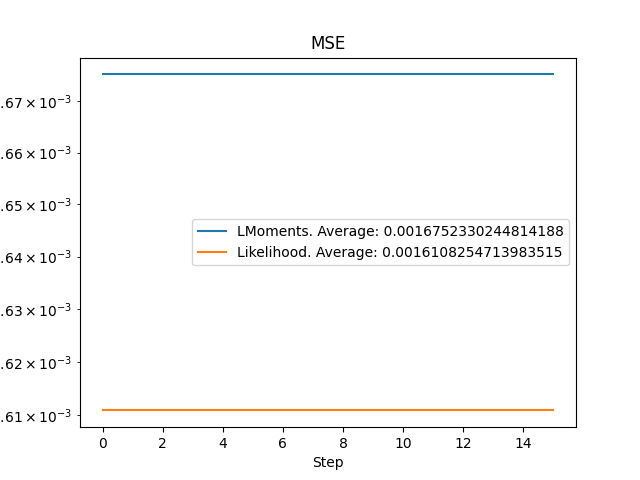 MSE
.67 × 10⁻³
.66 × 10⁻³
.65 × 10⁻³
.64 × 10⁻³
.63 × 10⁻³
.62 × 10⁻³
.61 × 10⁻³
LMoments. Average: 0.0016752330244814188
Likelihood. Average: 0.0016108254713983515
0 2 4 6 8 10 12 14
Step